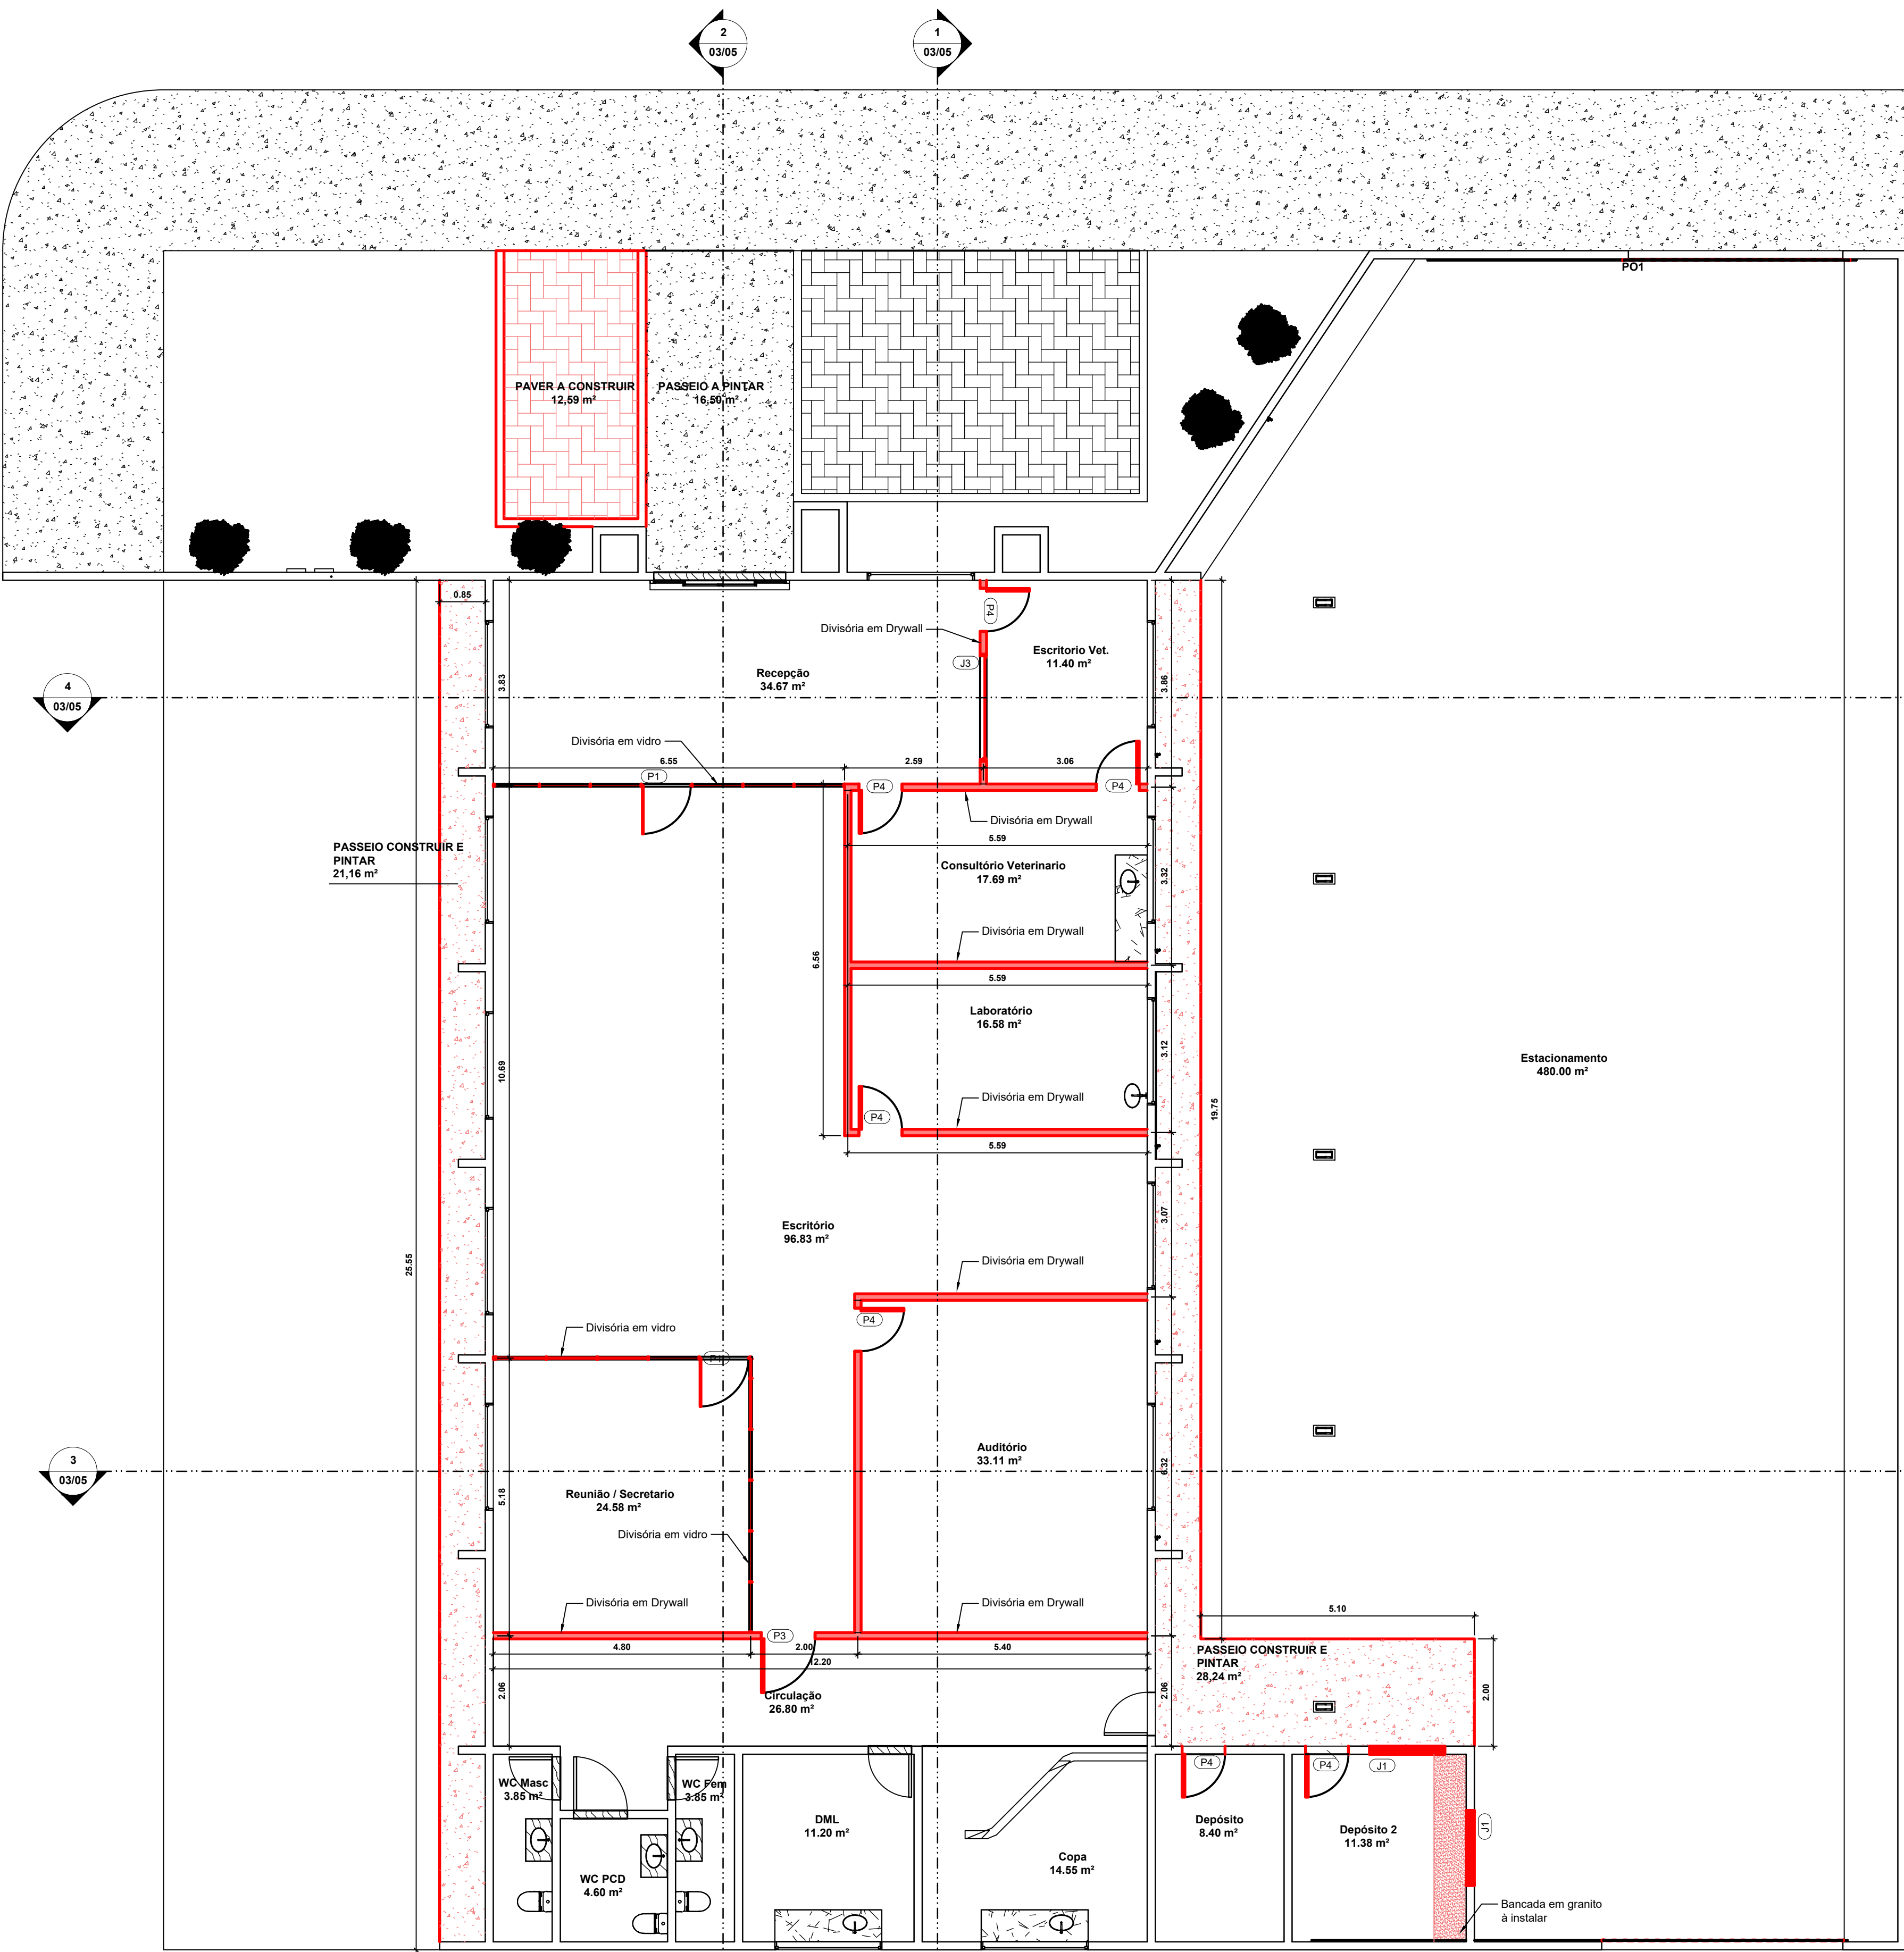 2
03/05
1
03/05
PO1
PAVER A CONSTRUIR
12,59 m²
PASSEIO A PINTAR
16,50 m²
0.85
P4
Divisória em Drywall
J3
Escritorio Vet.
11.40 m²
Recepção
34.67 m²
3.83
3.86
4
03/05
Divisória em vidro
6.55
2.59
3.06
P1
P4
P4
Divisória em Drywall
5.59
PASSEIO CONSTRUIR E
PINTAR
21,16 m²
Consultório Veterinario
17.69 m²
3.32
Divisória em Drywall
6.56
5.59
Laboratório
16.58 m²
3.12
10.69
Estacionamento
480.00 m²
Divisória em Drywall
P4
19.75
5.59
3.07
Escritório
96.83 m²
25.55
Divisória em Drywall
P4
Divisória em vidro
Auditório
33.11 m²
6.32
3
03/05
5.18
Reunião / Secretario
24.58 m²
Divisória em vidro
Divisória em Drywall
Divisória em Drywall
5.10
P3
4.80
2.00
5.40
12.20
PASSEIO CONSTRUIR E
PINTAR
28,24 m²
2.06
Circulação
26.80 m²
2.06
2.00
P4
P4
J1
WC Masc
3.85 m²
WC Fem
3.85 m²
DML
11.20 m²
Depósito
8.40 m²
Depósito 2
11.38 m²
J1
Copa
14.55 m²
WC PCD
4.60 m²
Bancada em granito
à instalar